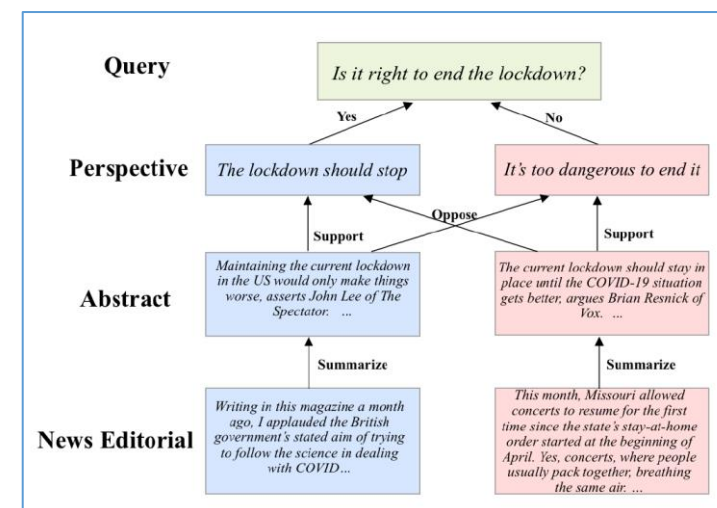 Query
Is it right to end the lockdown?
Yes
No
Perspective
The lockdown should stop
It's too dangerous to end it
Oppose
Support
Support
Abstract
Maintaining the current lockdown
in the US would only make things
worse, asserts John Lee of The
Spectator. ...
The current lockdown should stay in
place until the COVID-19 situation
gets better, argues Brian Resnick of
Vox. ...
Summarize
Summarize
News Editorial
Writing in this magazine a month
ago, I applauded the British
government's stated aim of trying
to follow the science in dealing
with COVID...
This month, Missouri allowed
concerts to resume for the first
time since the state's stay-at-home
order started at the beginning of
April. Yes, concerts, where people
usually pack together, breathing
the same air. ...